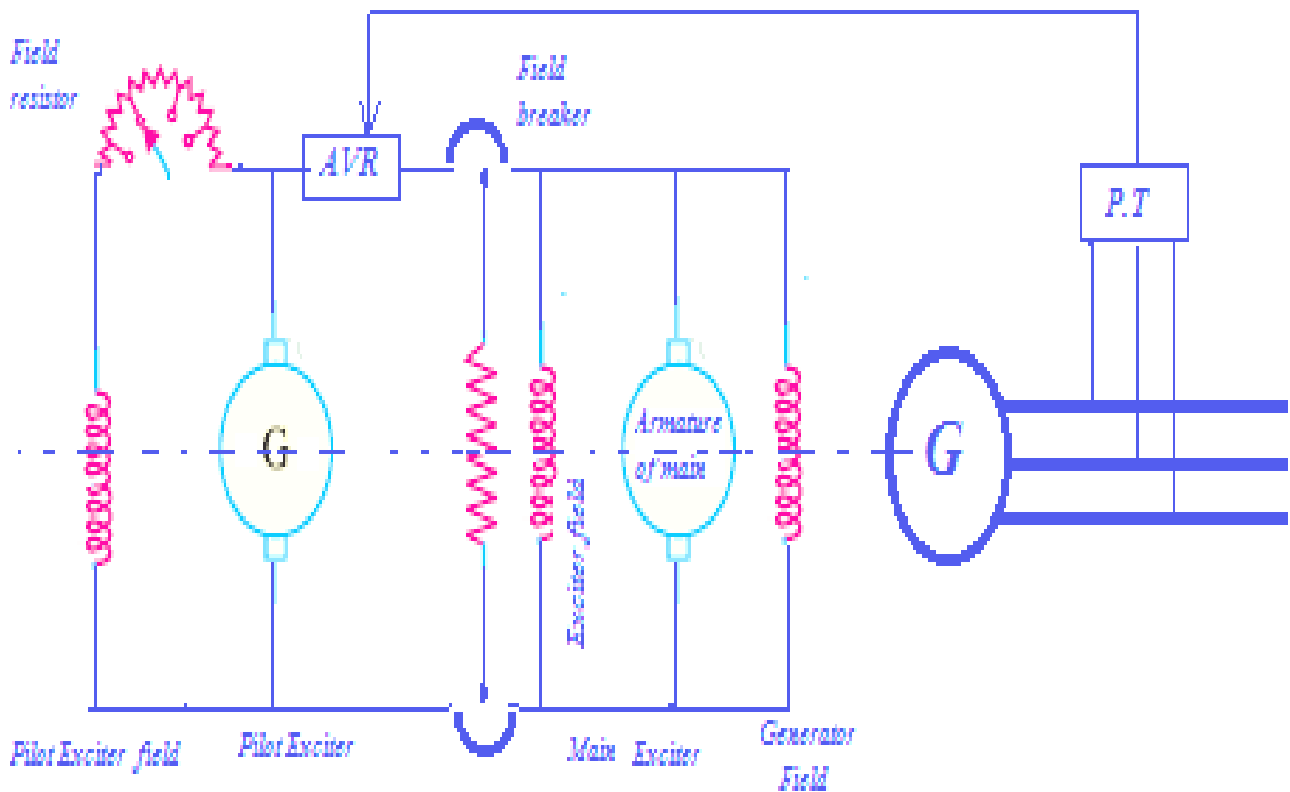 Field
resistor
Field
breaker
AVR
P.T
G
Armature
of main
G
Exciter field
Pilot Exciter field
Pilot Exciter
Main Exciter
Generator
Field